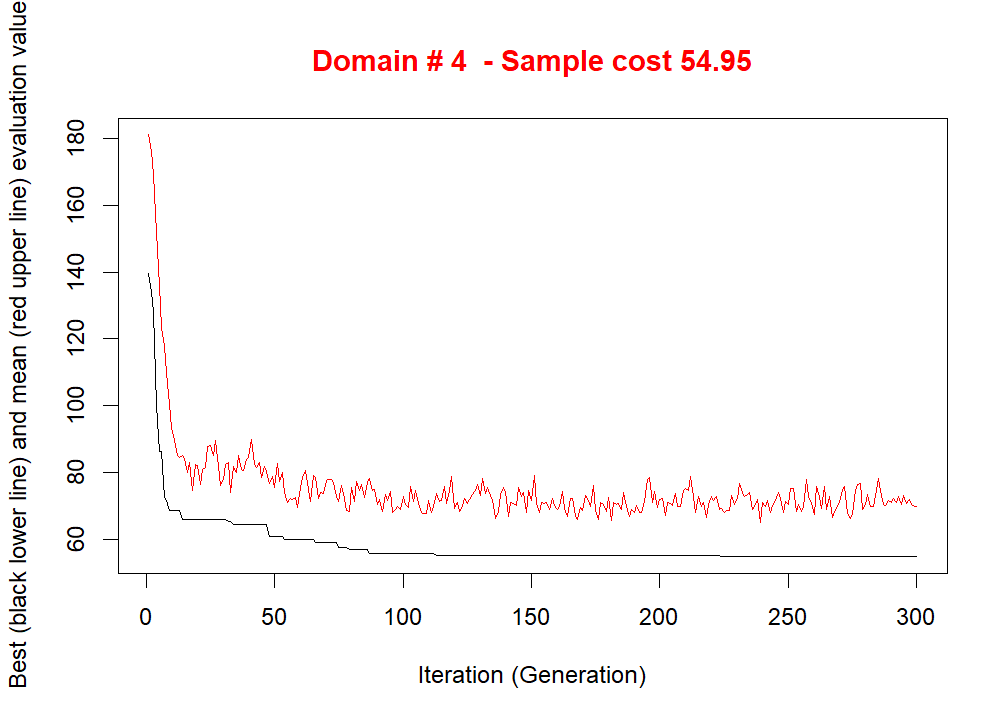 Domain # 4  - Sample cost 54.95
Best (black lower line) and mean (red upper line) evaluation value
180
160
140
120
100
80
60
0 50 100 150 200 250 300
Iteration (Generation)